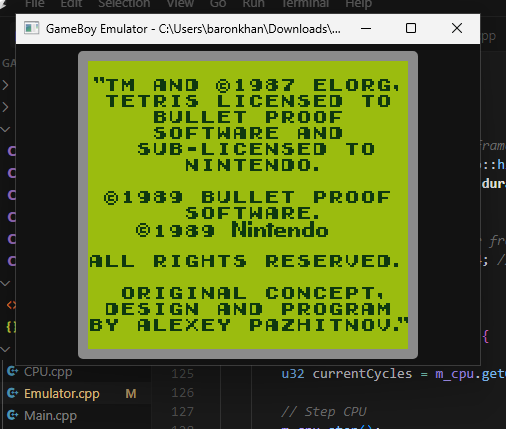 File Edit Selection View Go Run Terminal Help
GameBoy Emulator - C:\Users\baronkhan\Downloads\...
"TM AND ©1987 ELORG,
TETRIS LICENSED TO
BULLET PROOF
SOFTWARE AND
SUB-LICENSED TO
NINTENDO.
©1989 BULLET PROOF
SOFTWARE.
©1989 Nintendo
ALL RIGHTS RESERVED.
ORIGINAL CONCEPT,
DESIGN AND PROGRAM
BY ALEXEY PAZHITNOV."
CPU.cpp
Emulator.cpp M
Main.cpp
125 u32 currentCycles = m_cpu.get
126
127 // Step CPU